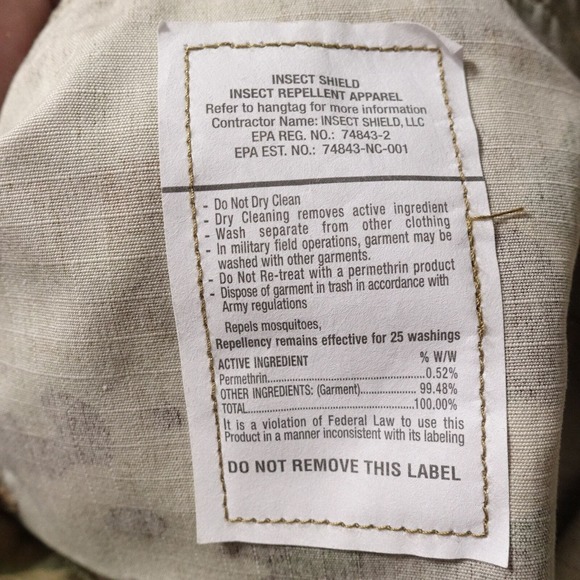 INSECT SHIELD
INSECT REPELLENT APPAREL
Refer to hangtag for more information
Contractor Name: INSECT SHIELD, LLC
EPA REG. NO.: 74843-2
EPA EST. NO.: 74843-NC-001
- Do Not Dry Clean
- Dry Cleaning removes active ingredient
- Wash separate from other clothing
- In military field operations, garment may be
washed with other garments.
- Do Not Re-treat with a permethrin product
- Dispose of garment in trash in accordance with
Army regulations
Repels mosquitoes,
Repellency remains effective for 25 washings
ACTIVE INGREDIENT % W/W
Permethrin..........................................0.52%
OTHER INGREDIENTS: (Garment)............... 99.48%
TOTAL.............................................100.00%
It is a violation of Federal Law to use this
Product in a manner inconsistent with its labeling
DO NOT REMOVE THIS LABEL